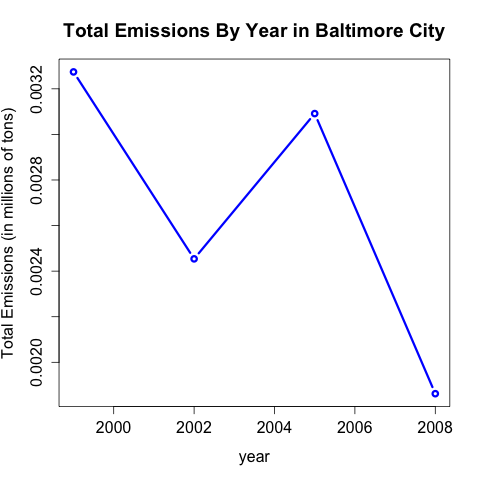 Total Emissions By Year in Baltimore City
Total Emissions (in millions of tons)
0.0032
0.0028
0.0024
0.0020
2000 2002 2004 2006 2008
year